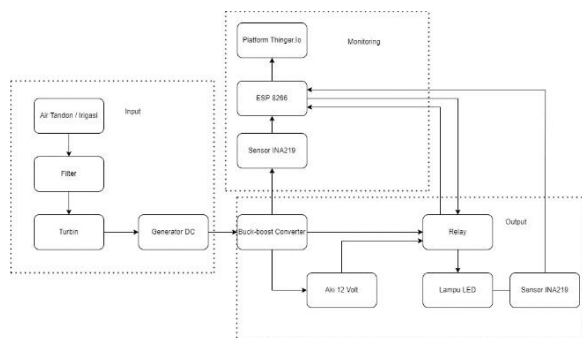 Platform Thinger.Io
Monitoring
ESP 8266
Air Tandon / Irigasi
Input
Sensor INA219
Filter
Turbin
Generator DC
Buck-boost Converter
Relay
Output
Aki 12 Volt
Lampu LED
Sensor INA219